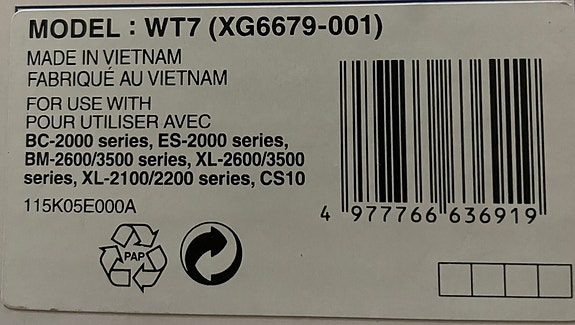 MODEL : WT7 (XG6679-001)
MADE IN VIETNAM
FABRIQUÉ AU VIETNAM
FOR USE WITH
POUR UTILISER AVEC
BC-2000 series, ES-2000 series,
BM-2600/3500 series, XL-2600/3500
series, XL-2100/2200 series, CS10
115K05E000A
PAP
4 977766 636919